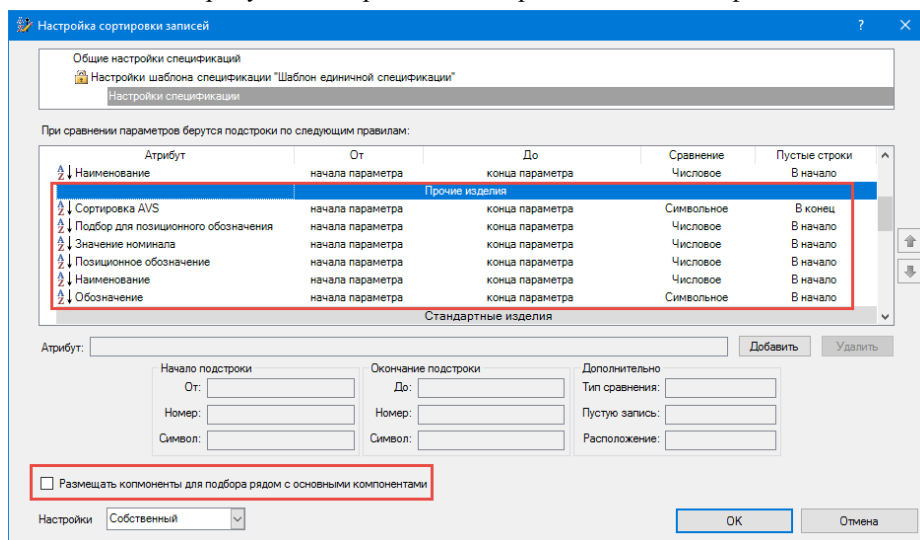 Настройка сортировки записей ? ×
Общие настройки спецификаций
Настройки шаблона спецификации "Шаблон единичной спецификации"
Настройки спецификации
При сравнении параметров берутся подстроки по следующим правилам:
Атрибут От До Сравнение Пустые строки
Наименование начала параметра конца параметра Числовое В начало
Прочие изделия
Сортировка AVS начала параметра конца параметра Символьное В конец
Подбор для позиционного обозначения начала параметра конца параметра Числовое В начало
Значение номинала начала параметра конца параметра Числовое В начало
Позиционное обозначение начала параметра конца параметра Числовое В начало
Наименование начала параметра конца параметра Числовое В начало
Обозначение начала параметра конца параметра Символьное В начало
Стандартные изделия
Атрибут: Добавить Удалить
Начало подстроки Окончание подстроки Дополнительно
От: До: Тип сравнения:
Номер: Номер: Пустую запись:
Символ: Символ: Расположение:
Размещать копмоненты для подбора рядом с основными компонентами
Настройки Собственный OK Отмена